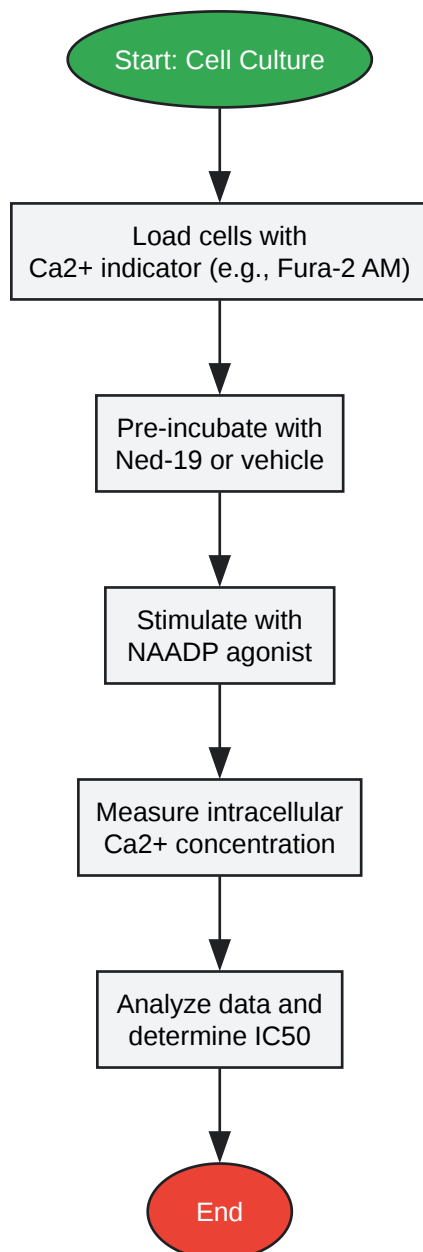 Start: Cell Culture
Load cells with
Ca2+ indicator (e.g., Fura-2 AM)
Pre-incubate with
Ned-19 or vehicle
Stimulate with
NAADP agonist
Measure intracellular
Ca2+ concentration
Analyze data and
determine IC50
End